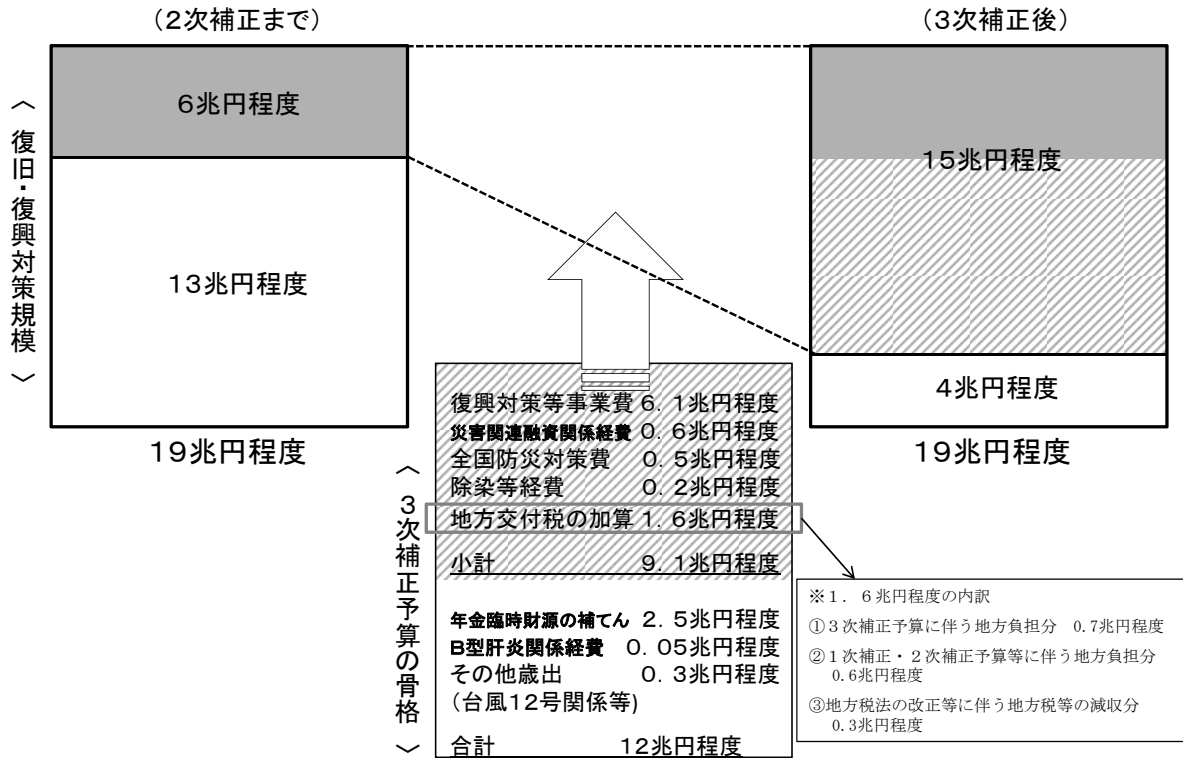 (2次補正まで)
(3次補正後)
〈復旧・復興対策規模〉
6兆円程度
13兆円程度
19兆円程度
15兆円程度
4兆円程度
19兆円程度
〈3次補正予算の骨格〉
復興対策等事業費 6.1兆円程度
災害関連融資関係経費 0.6兆円程度
全国防災対策費 0.5兆円程度
除染等経費 0.2兆円程度
地方交付税の加算 1.6兆円程度
小計 9.1兆円程度
年金臨時財源の補てん 2.5兆円程度
B型肝炎関係経費 0.05兆円程度
その他歳出 0.3兆円程度
(台風12号関係等)
合計 12兆円程度
※1.6兆円程度の内訳
①3次補正予算に伴う地方負担分 0.7兆円程度
②1次補正・2次補正予算等に伴う地方負担分
0.6兆円程度
③地方税法の改正等に伴う地方税等の減収分
0.3兆円程度